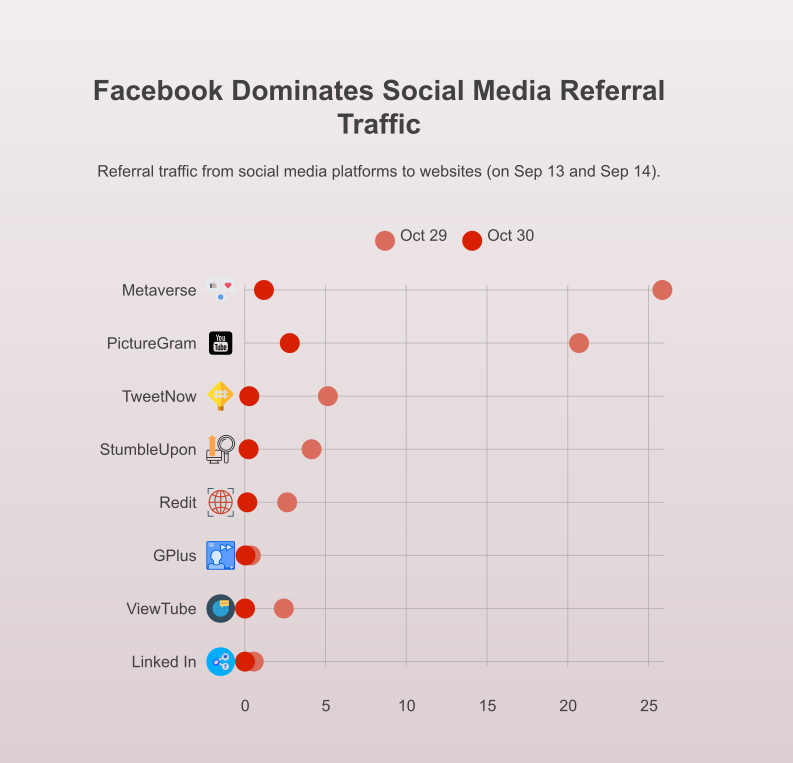 Facebook Dominates Social Media Referral
Traffic
Referral traffic from social media platforms to websites (on Sep 13 and Sep 14).
Oct 29
Oct 30
Metaverse
PictureGram
You
Tube
TweetNow
StumbleUpon
Redit
GPlus
ViewTube
Linked In
0 5 10 15 20 25